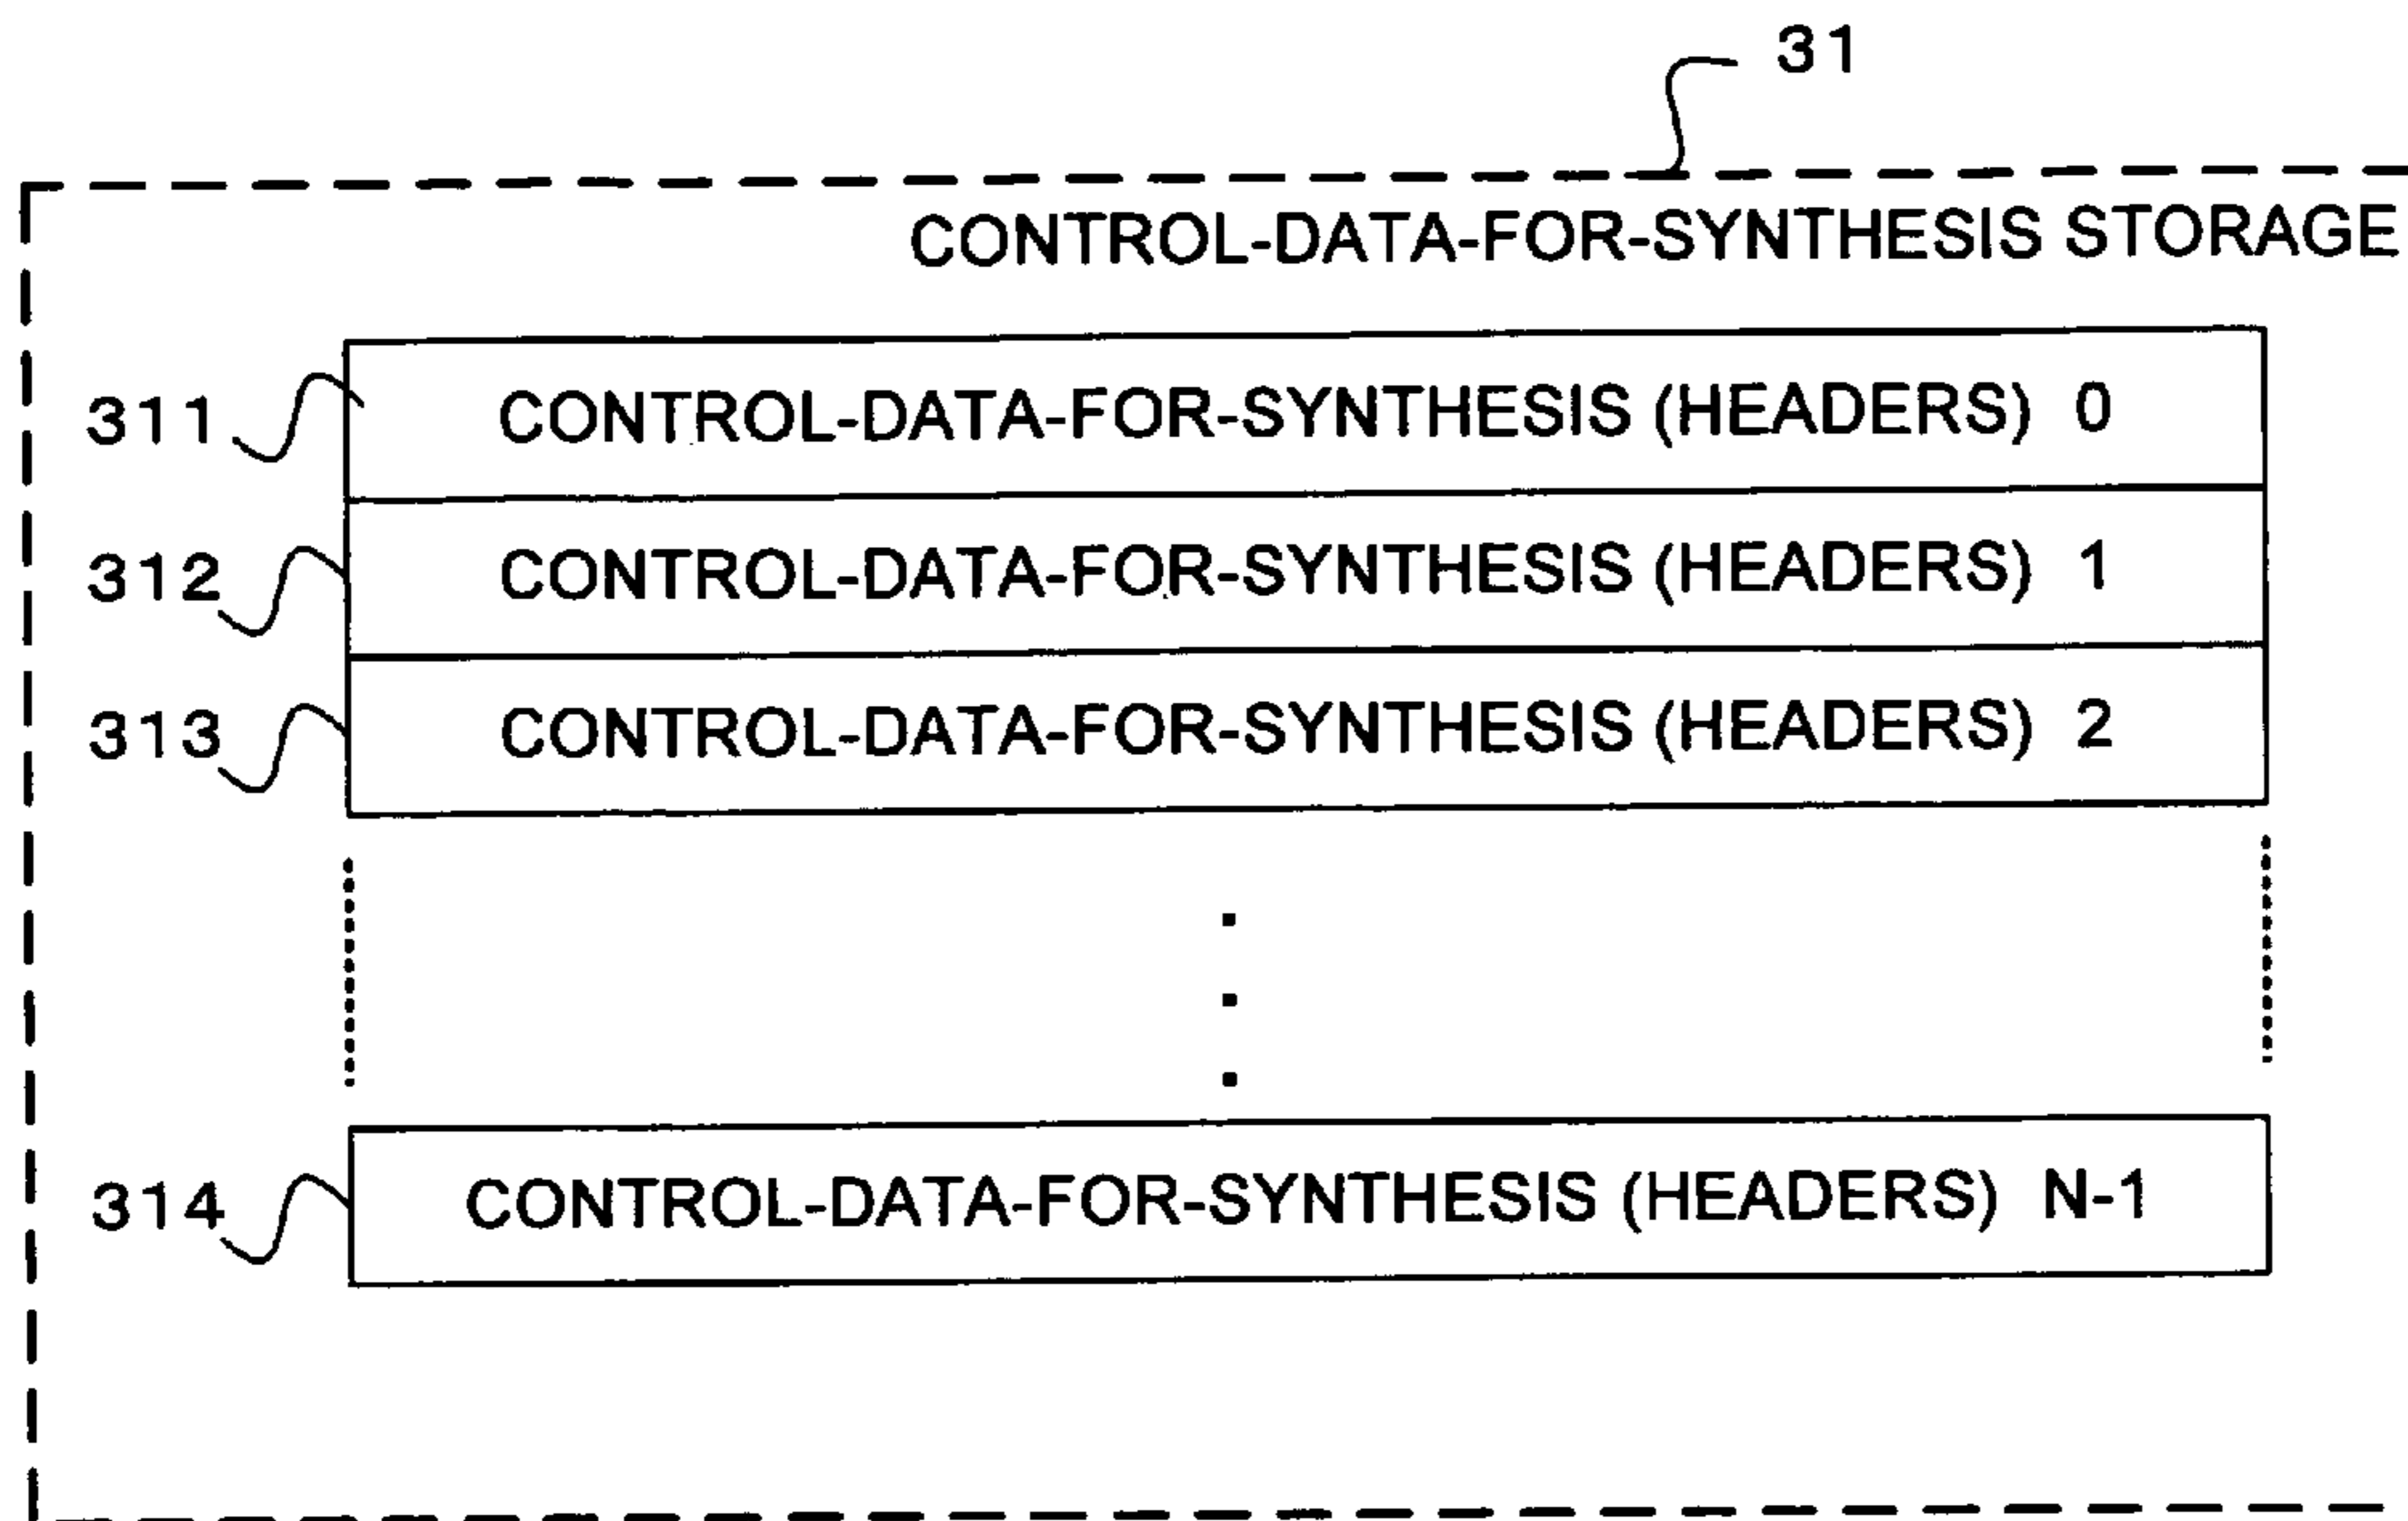 31
CONTROL-DATA-FOR-SYNTHESIS STORAGE
311 CONTROL-DATA-FOR-SYNTHESIS (HEADERS) 0
312 CONTROL-DATA-FOR-SYNTHESIS (HEADERS) 1
313 CONTROL-DATA-FOR-SYNTHESIS (HEADERS) 2
314 CONTROL-DATA-FOR-SYNTHESIS (HEADERS) N-1